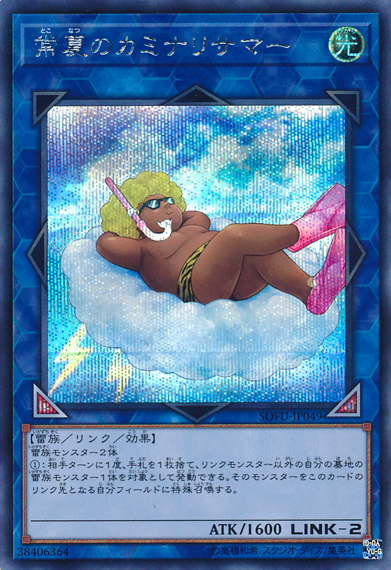 常夏のカミナリサマー
とこ なつ
光
SOFU-JP049
【雷族／リンク／効果】
雷族モンスター2体
①：相手ターンに1度、手札を1枚捨て、リンクモンスター以外の自分の墓地の
雷族モンスター1体を対象として発動できる。そのモンスターをこのカードの
リンク先となる自分フィールドに特殊召喚する。
ATK/1600 LINK-2
38406364
©高橋和希 スタジオ・ダイス/集英社